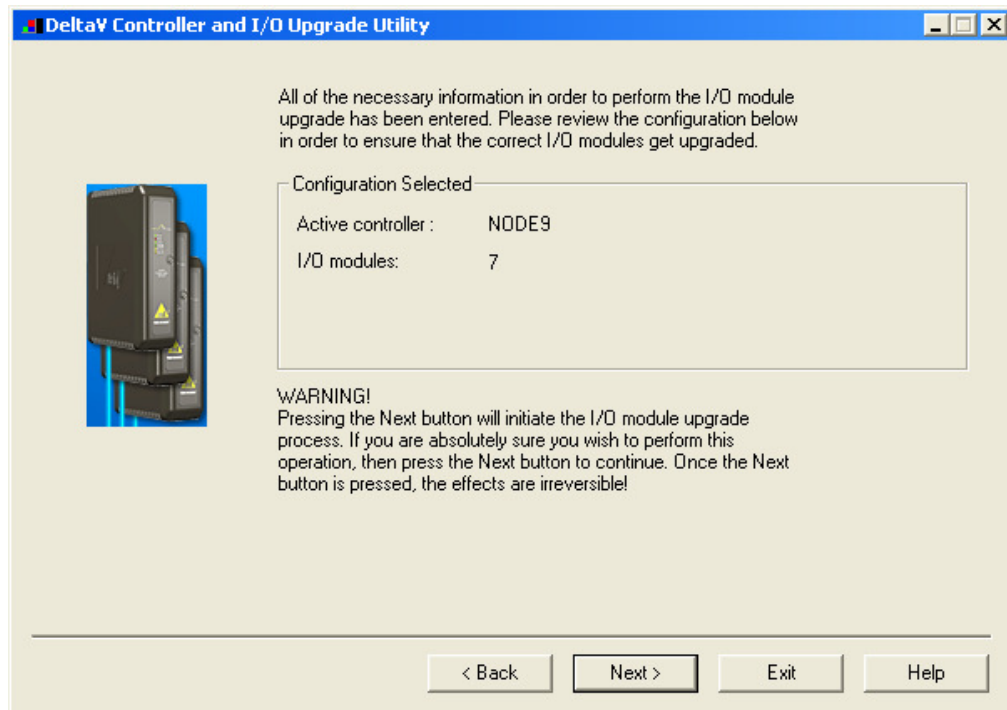 DeltaV Controller and I/O Upgrade Utility
All of the necessary information in order to perform the I/O module
upgrade has been entered. Please review the configuration below
in order to ensure that the correct I/O modules get upgraded.
Configuration Selected
Active controller : NODE9
I/O modules: 7
WARNING!
Pressing the Next button will initiate the I/O module upgrade
process. If you are absolutely sure you wish to perform this
operation, then press the Next button to continue. Once the Next
button is pressed, the effects are irreversible!
< Back Next > Exit Help